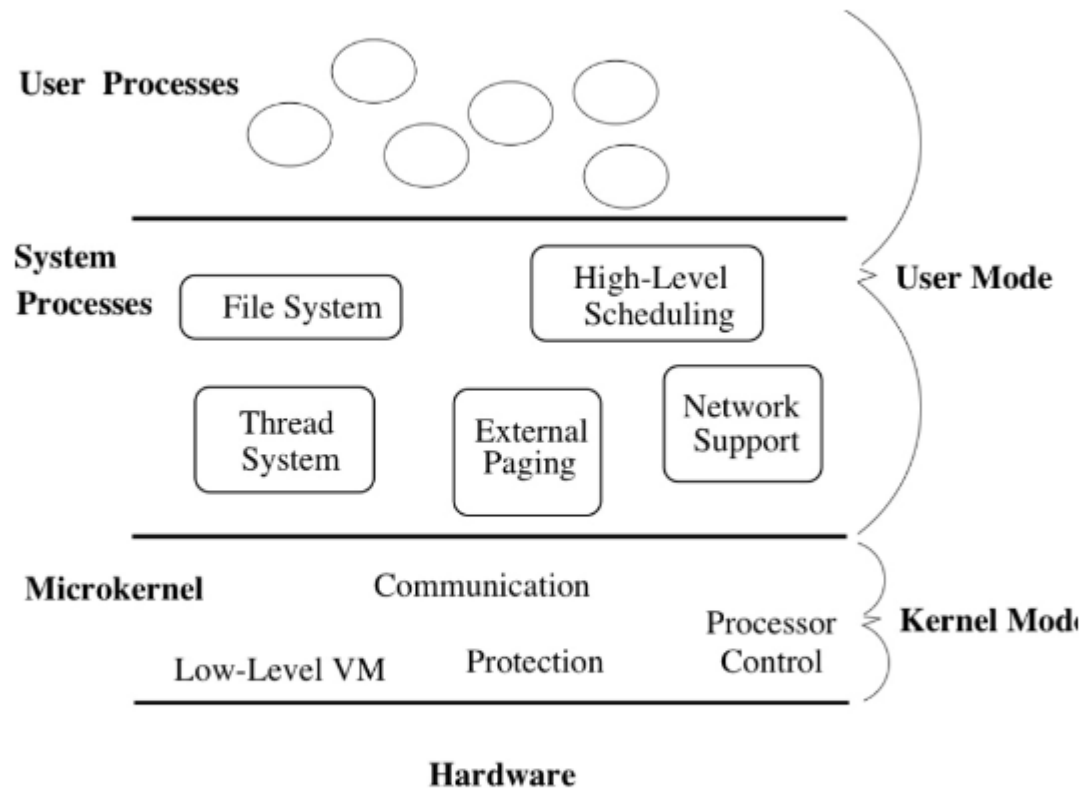 User Processes
System
Processes
File System
High-Level
Scheduling
User Mode
Thread
System
External
Paging
Network
Support
Microkernel
Communication
Low-Level VM
Protection
Processor
Control
Kernel Mode
Hardware